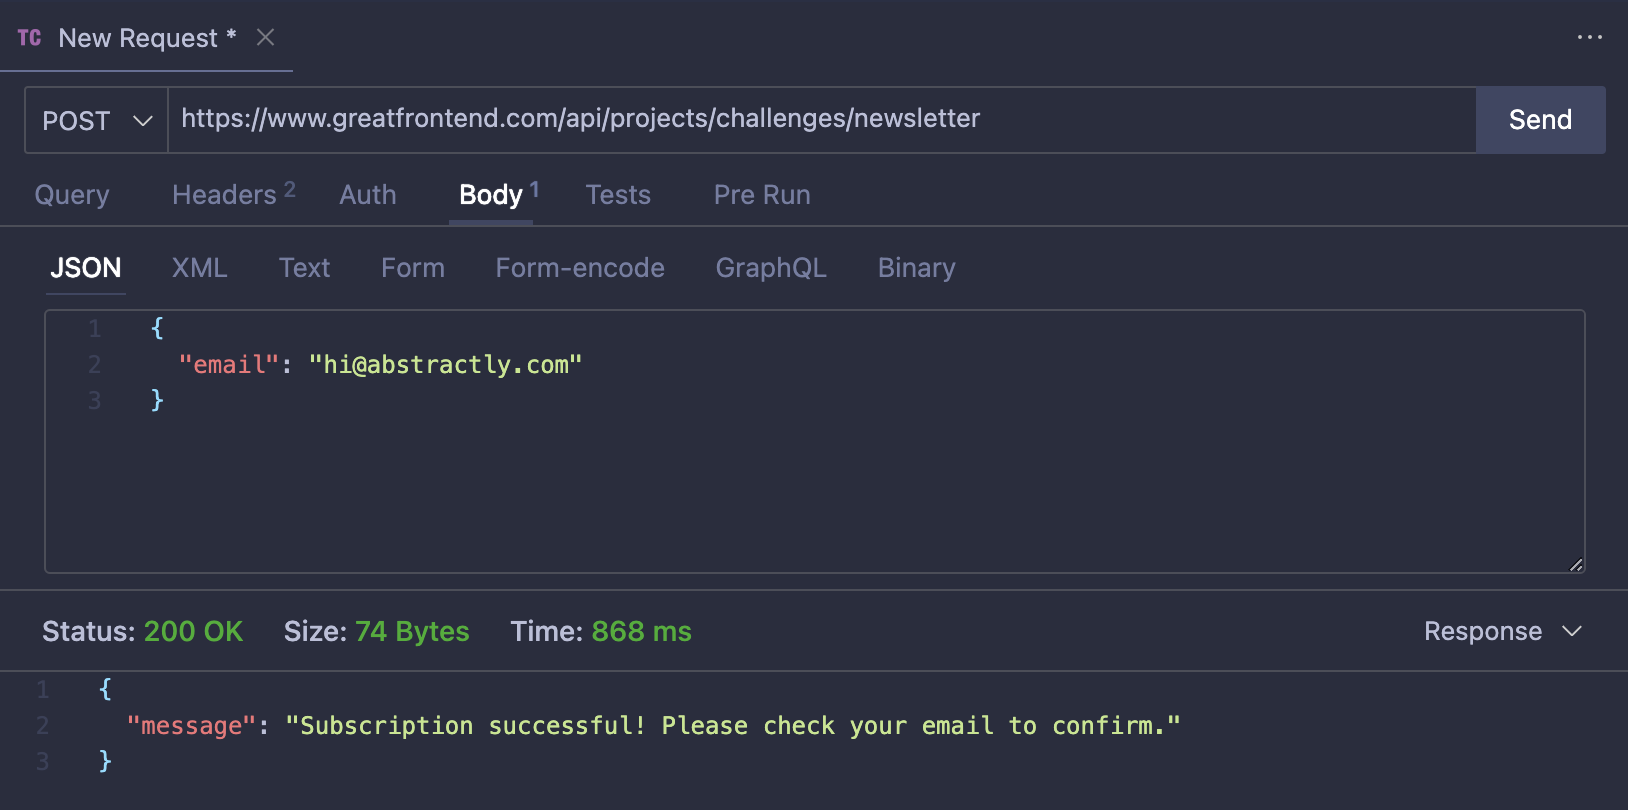 TC New Request *
POST https://www.greatfrontend.com/api/projects/challenges/newsletter Send
Query Headers 2 Auth Body 1 Tests Pre Run
JSON XML Text Form Form-encode GraphQL Binary
1 {
2 "email": "hi@abstractly.com"
3 }
Status: 200 OK Size: 74 Bytes Time: 868 ms Response
1 {
2 "message": "Subscription successful! Please check your email to confirm."
3 }